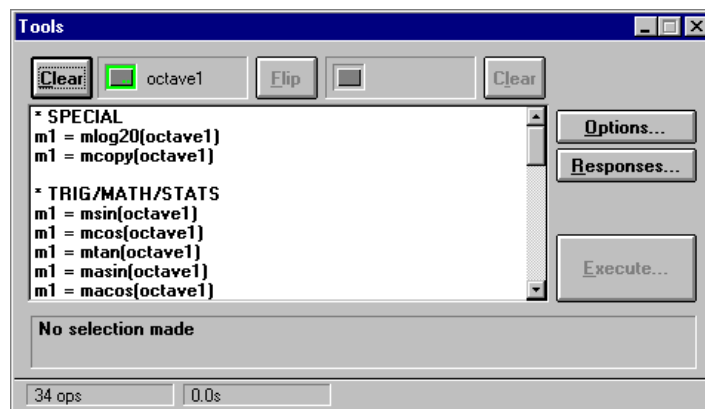 Tools
Clear octave1 Flip Clear
* SPECIAL
m1 = mlog20(octave1)
m1 = mcopy(octave1)
* TRIG/MATH/STATS
m1 = msin(octave1)
m1 = mcos(octave1)
m1 = mtan(octave1)
m1 = masin(octave1)
m1 = macos(octave1)
Options...
Responses...
Execute...
No selection made
34 ops 0.0s